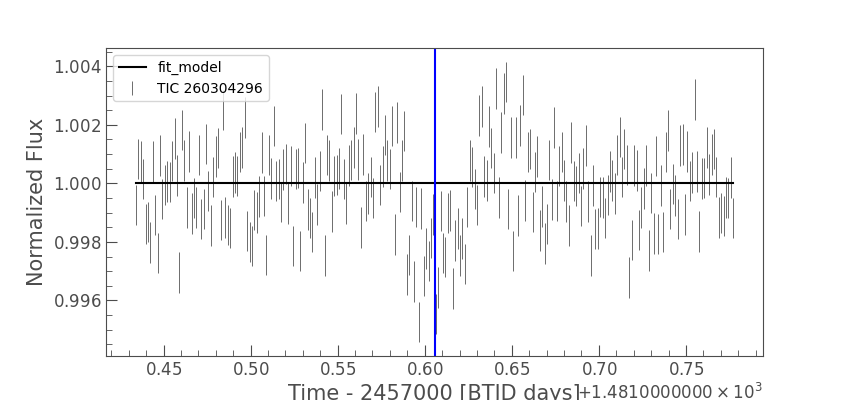 fit_model
TIC 260304296
Normalized Flux
1.004
1.002
1.000
0.998
0.996
0.45 0.50 0.55 0.60 0.65 0.70 0.75
Time - 2457000 [BTJD days]
+1.4810000000 × 10³